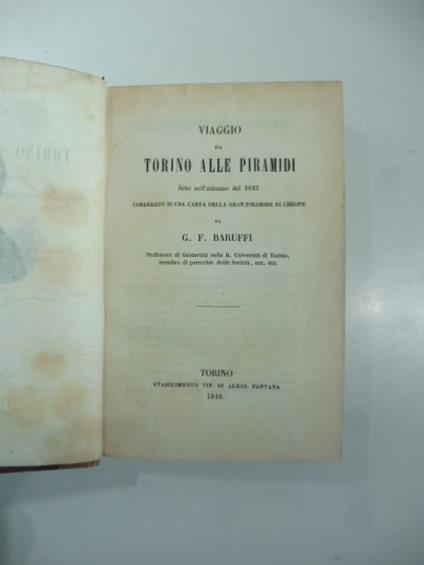 VIAGGIO
DA
TORINO ALLE PIRAMIDI
fatto nell'autunno del 1843
CORREDATO DI UNA CARTA DELLA GRAN PIRAMIDE DI CHEOPE
DA
G. F. BARUFFI
Professore di Geometria nella R. Università di Torino,
membro di parecchie dotte Società, ecc. ecc.
TORINO
STABILIMENTO TIP. DI ALESS. FONTANA
1848.